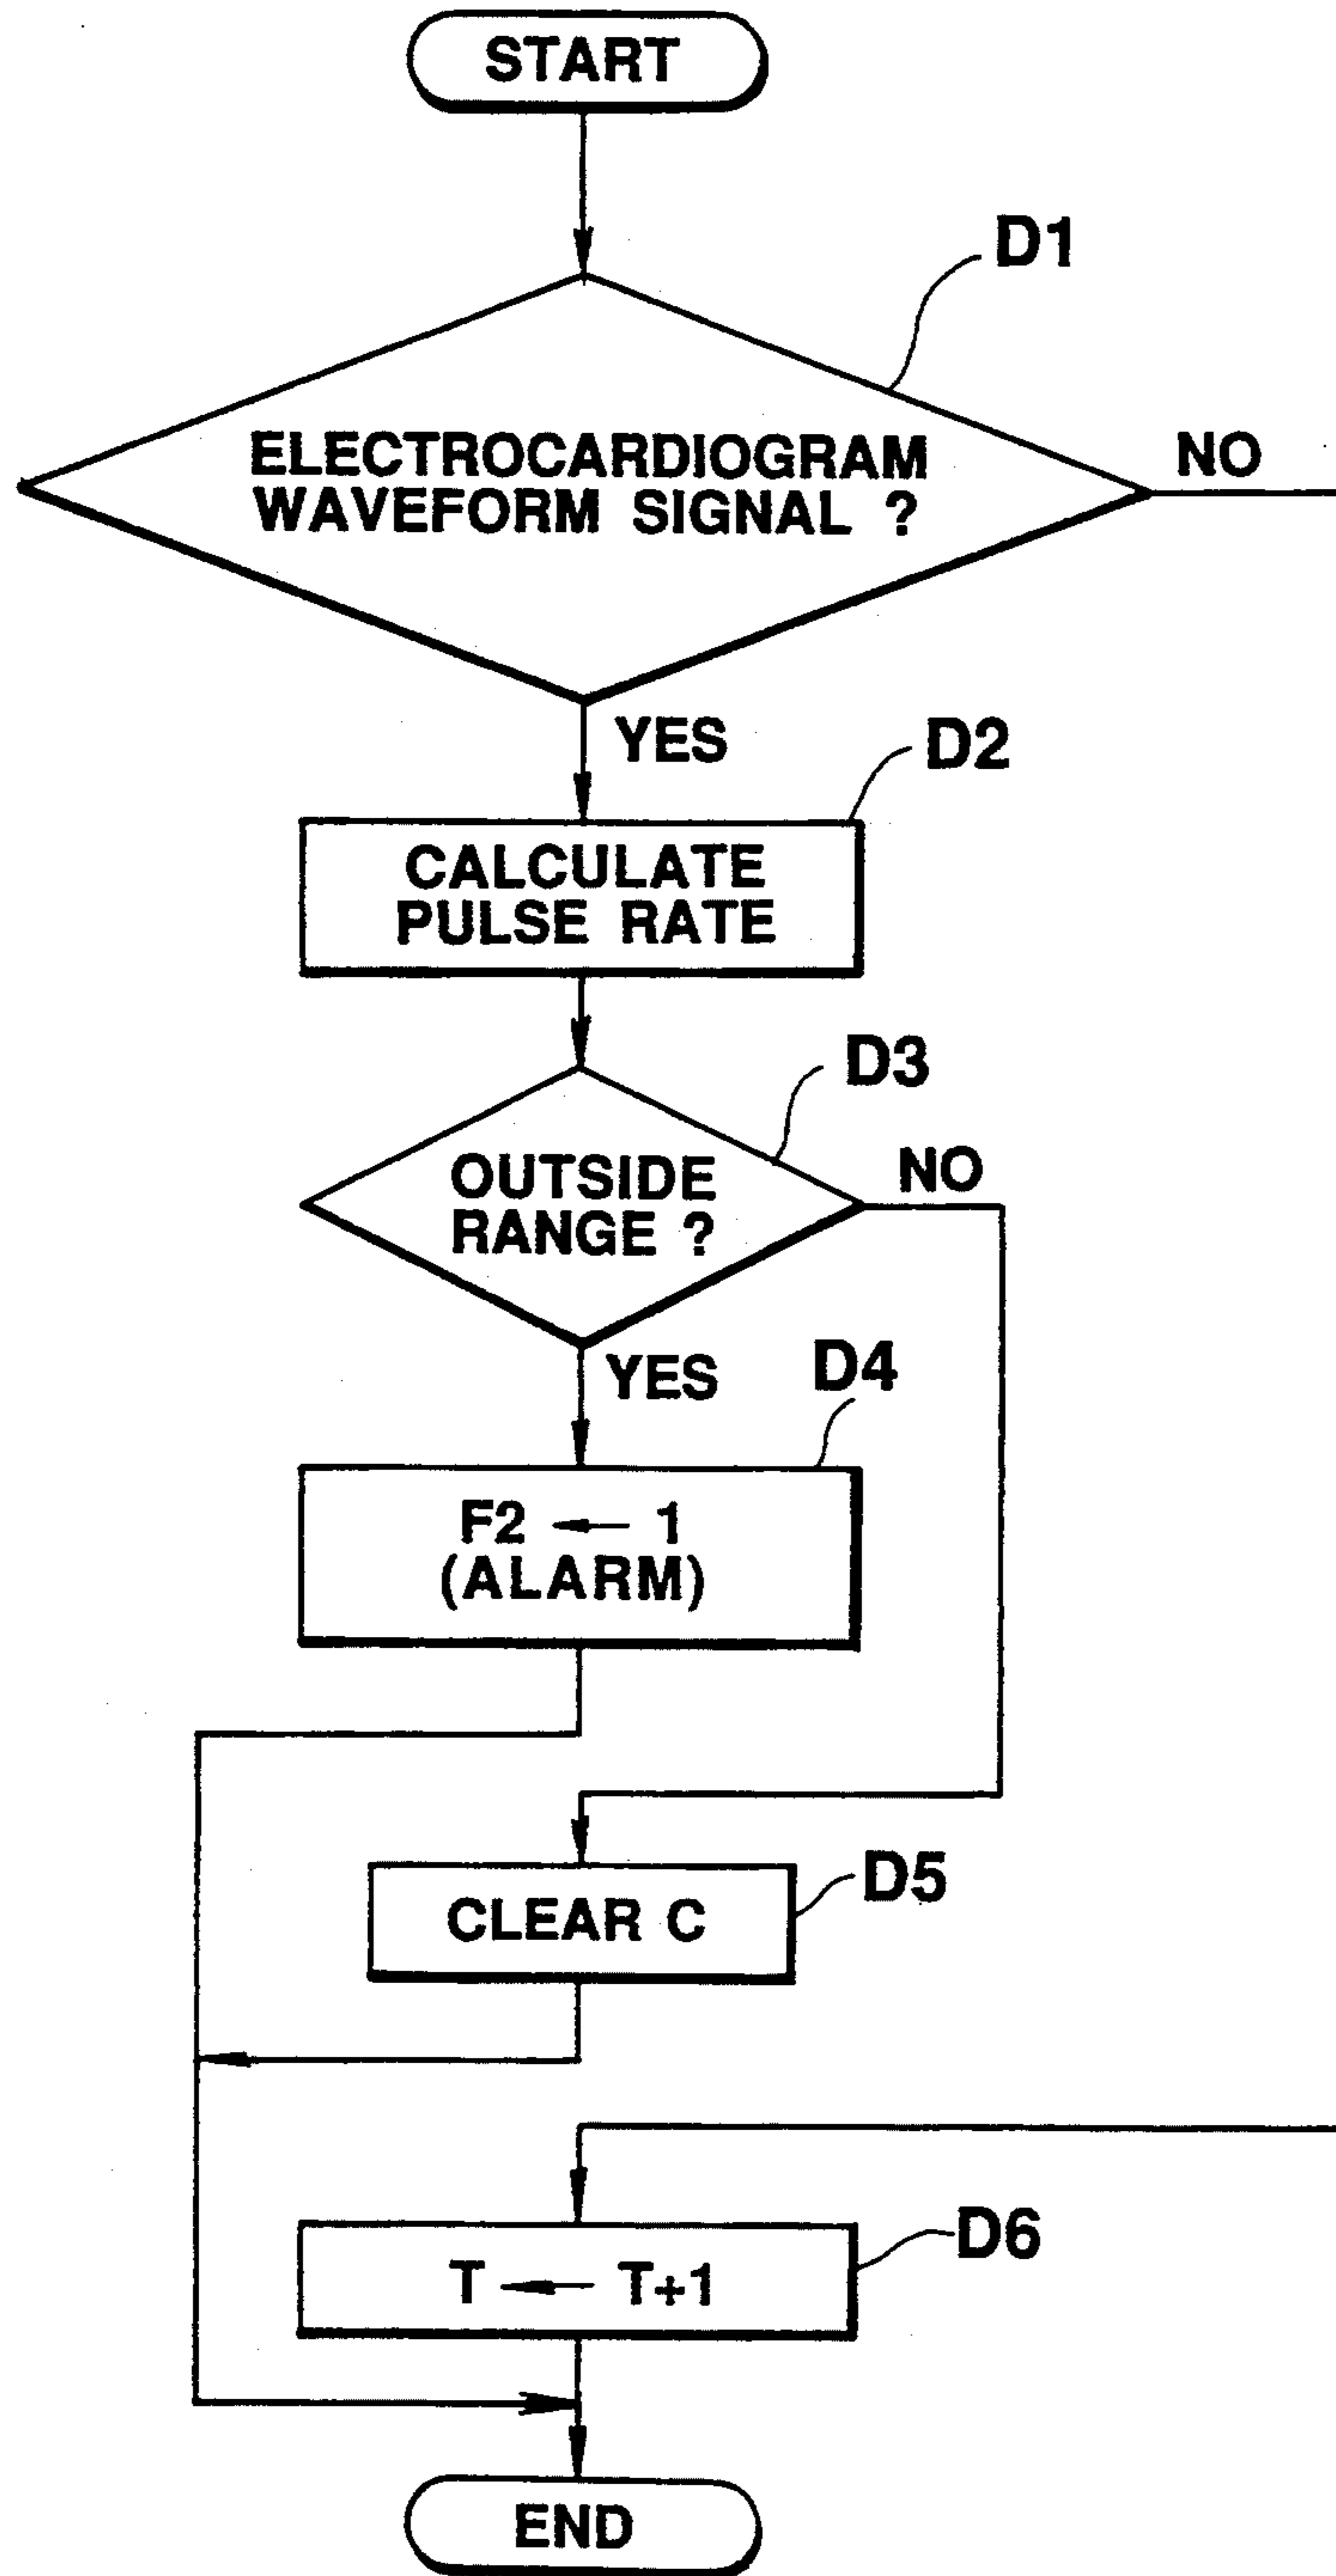 START
D1
ELECTROCARDIOGRAM
WAVEFORM SIGNAL ?
NO
YES
D2
CALCULATE
PULSE RATE
D3
OUTSIDE
RANGE ?
NO
YES
D4
F2 ← 1
(ALARM)
D5
CLEAR C
D6
T ← T+1
END